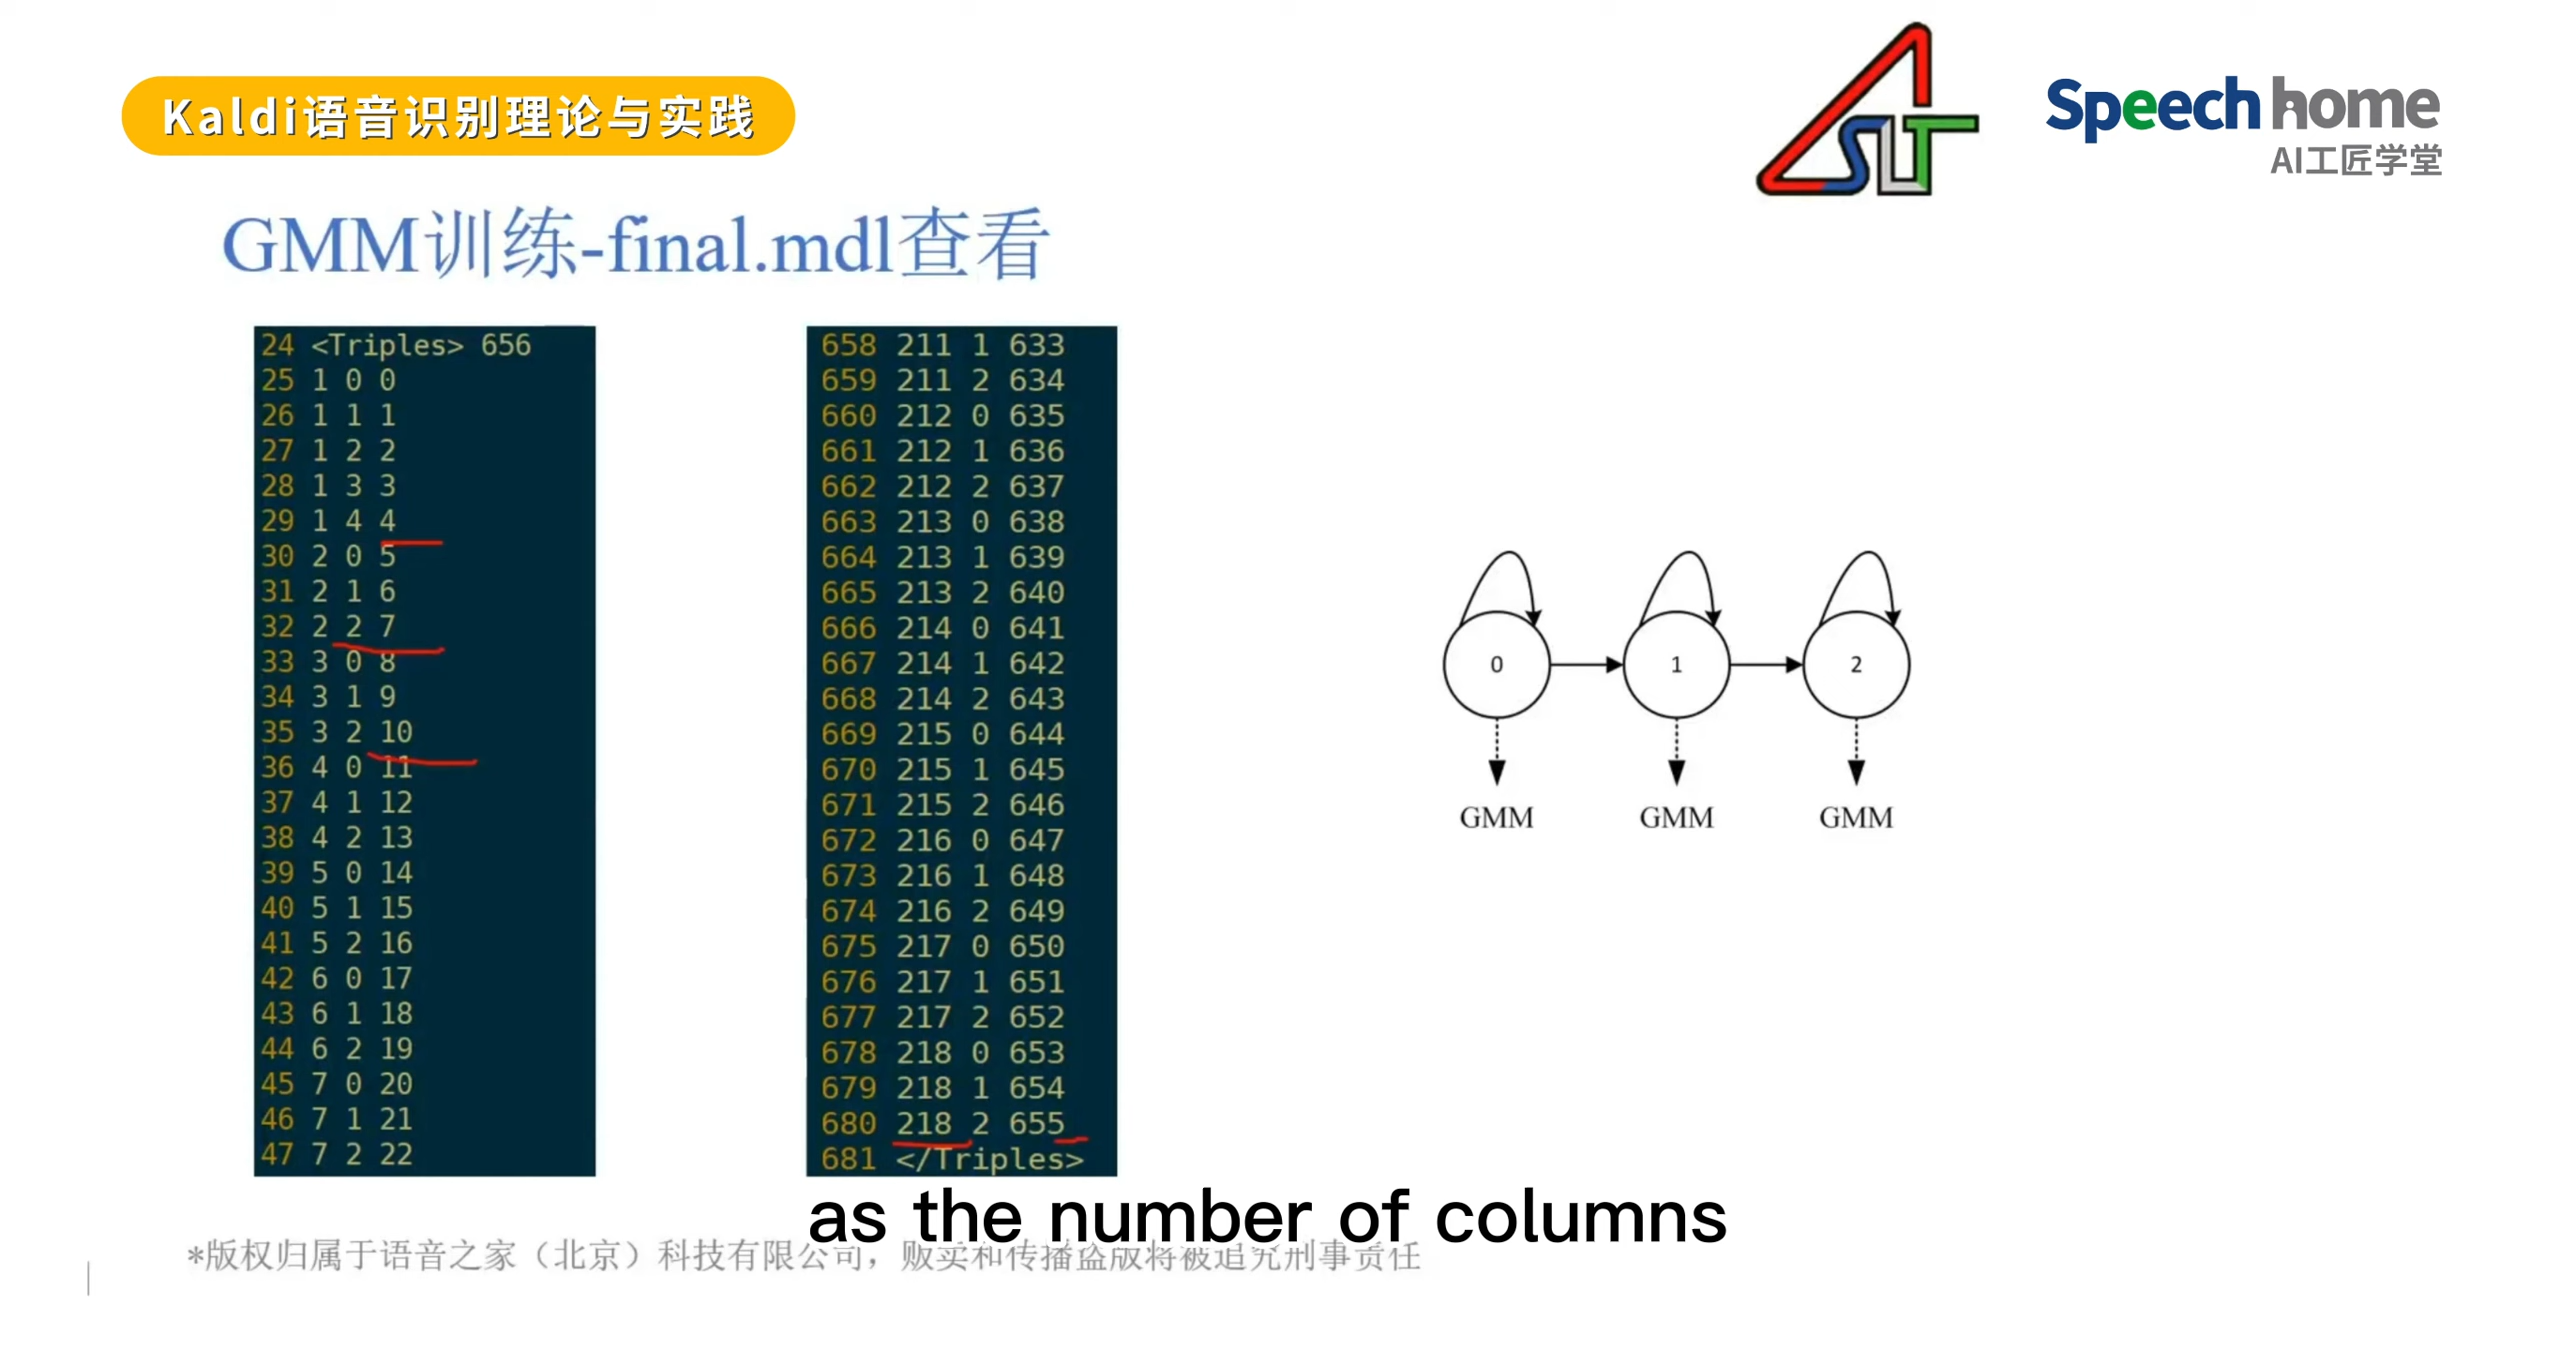 Kaldi语音识别理论与实践
ASLT
Speechhome
AI工匠学堂
GMM训练-final.mdl查看
24 <Triples> 656
25 1 0 0
26 1 1 1
27 1 2 2
28 1 3 3
29 1 4 4
30 2 0 5
31 2 1 6
32 2 2 7
33 3 0 8
34 3 1 9
35 3 2 10
36 4 0 11
37 4 1 12
38 4 2 13
39 5 0 14
40 5 1 15
41 5 2 16
42 6 0 17
43 6 1 18
44 6 2 19
45 7 0 20
46 7 1 21
47 7 2 22
658 211 1 633
659 211 2 634
660 212 0 635
661 212 1 636
662 212 2 637
663 213 0 638
664 213 1 639
665 213 2 640
666 214 0 641
667 214 1 642
668 214 2 643
669 215 0 644
670 215 1 645
671 215 2 646
672 216 0 647
673 216 1 648
674 216 2 649
675 217 0 650
676 217 1 651
677 217 2 652
678 218 0 653
679 218 1 654
680 218 2 655
681 </Triples>
0 1 2
GMM GMM GMM
as the number of columns
*版权归属于语音之家（北京）科技有限公司，贩卖和传播盗版将被追究刑事责任